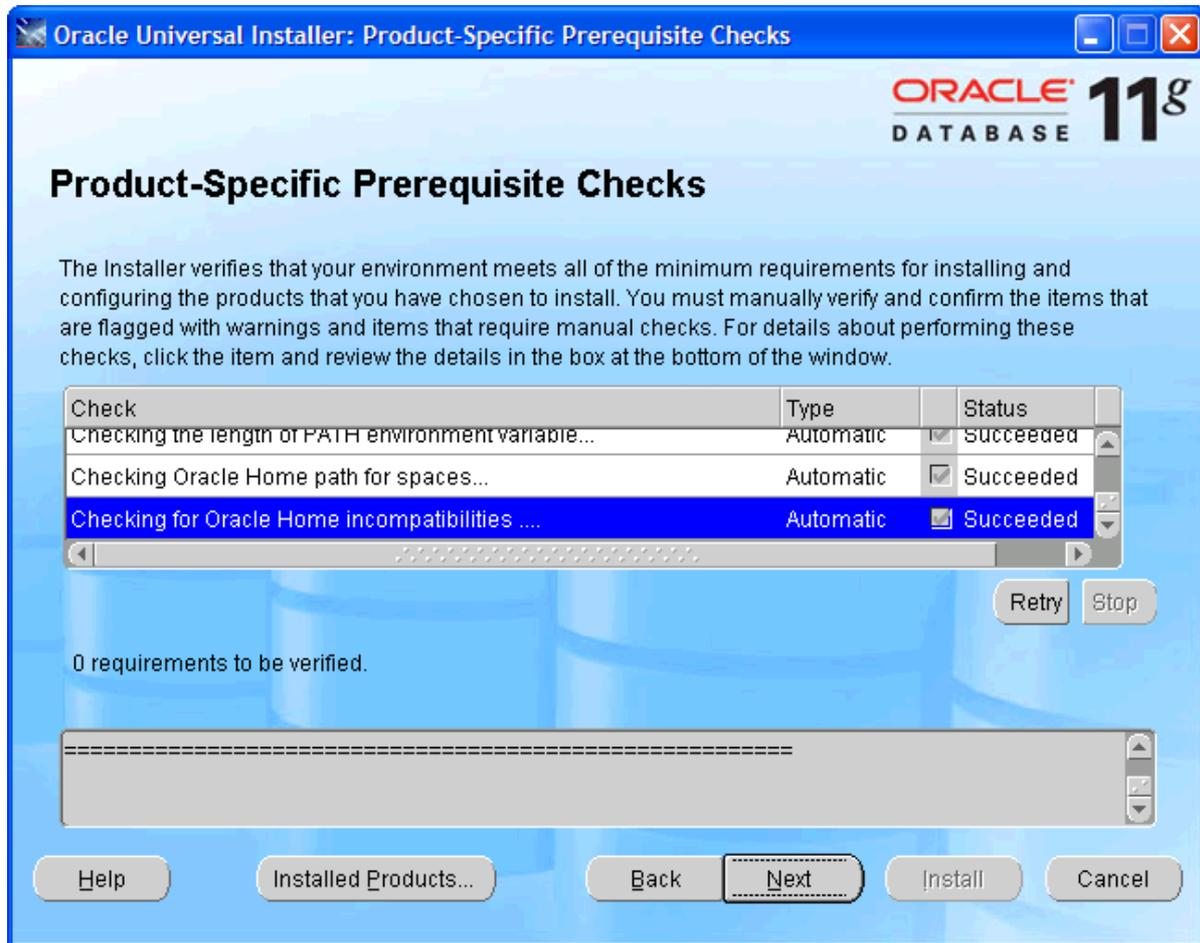 Oracle Universal Installer: Product-Specific Prerequisite Checks
ORACLE 11g
DATABASE
Product-Specific Prerequisite Checks
The Installer verifies that your environment meets all of the minimum requirements for installing and
configuring the products that you have chosen to install. You must manually verify and confirm the items that
are flagged with warnings and items that require manual checks. For details about performing these
checks, click the item and review the details in the box at the bottom of the window.
Check Type Status
Checking the length of PATH environment variable... Automatic Succeeded
Checking Oracle Home path for spaces... Automatic Succeeded
Checking for Oracle Home incompatibilities .... Automatic Succeeded
Retry Stop
0 requirements to be verified.
========================================================
Help Installed Products... Back Next Install Cancel